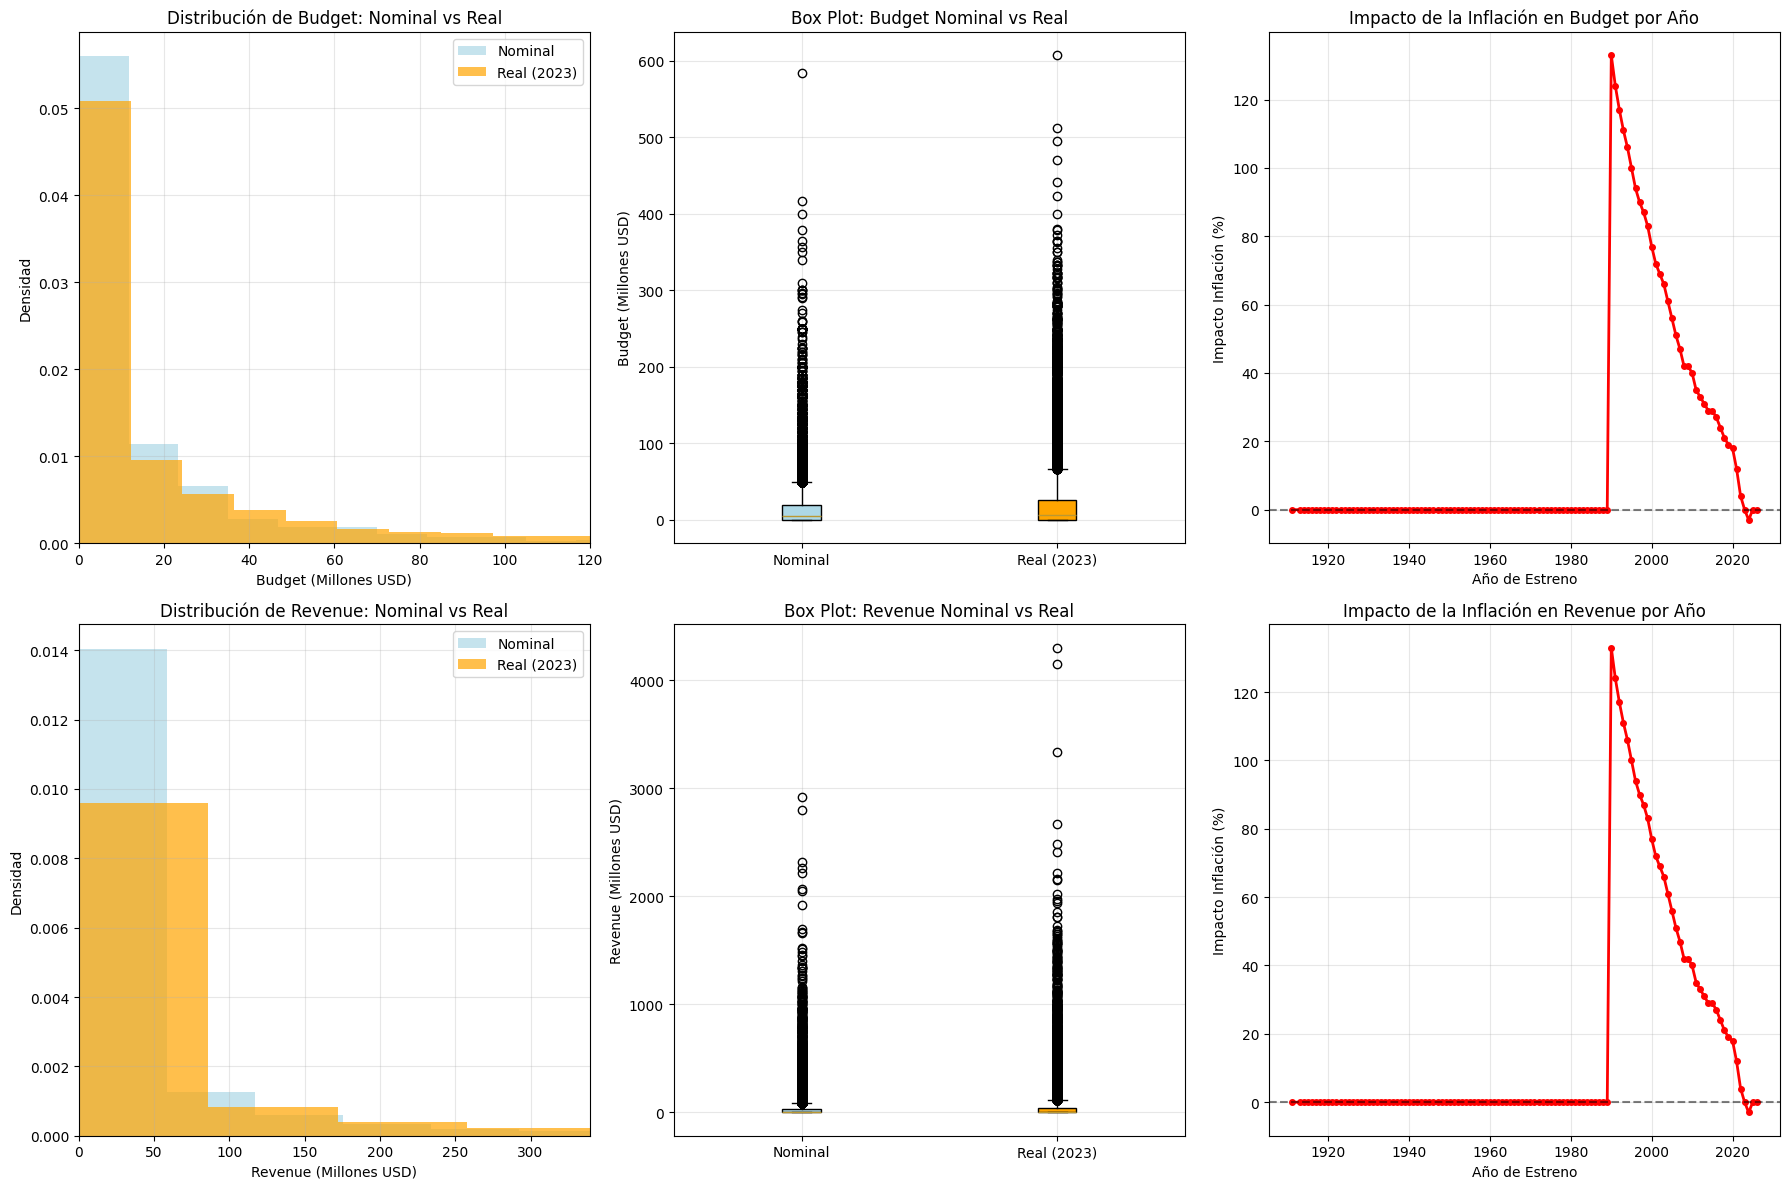 Distribución de Budget: Nominal vs Real
Nominal
Real (2023)
Densidad
0.05
0.04
0.03
0.02
0.01
0.00
0 20 40 60 80 100 120
Budget (Millones USD)
Box Plot: Budget Nominal vs Real
Budget (Millones USD)
600
500
400
300
200
100
0
Nominal Real (2023)
Impacto de la Inflación en Budget por Año
Impacto Inflación (%)
120
100
80
60
40
20
0
1920 1940 1960 1980 2000 2020
Año de Estreno
Distribución de Revenue: Nominal vs Real
Nominal
Real (2023)
Densidad
0.014
0.012
0.010
0.008
0.006
0.004
0.002
0.000
0 50 100 150 200 250 300
Revenue (Millones USD)
Box Plot: Revenue Nominal vs Real
Revenue (Millones USD)
4000
3000
2000
1000
0
Nominal Real (2023)
Impacto de la Inflación en Revenue por Año
Impacto Inflación (%)
120
100
80
60
40
20
0
1920 1940 1960 1980 2000 2020
Año de Estreno